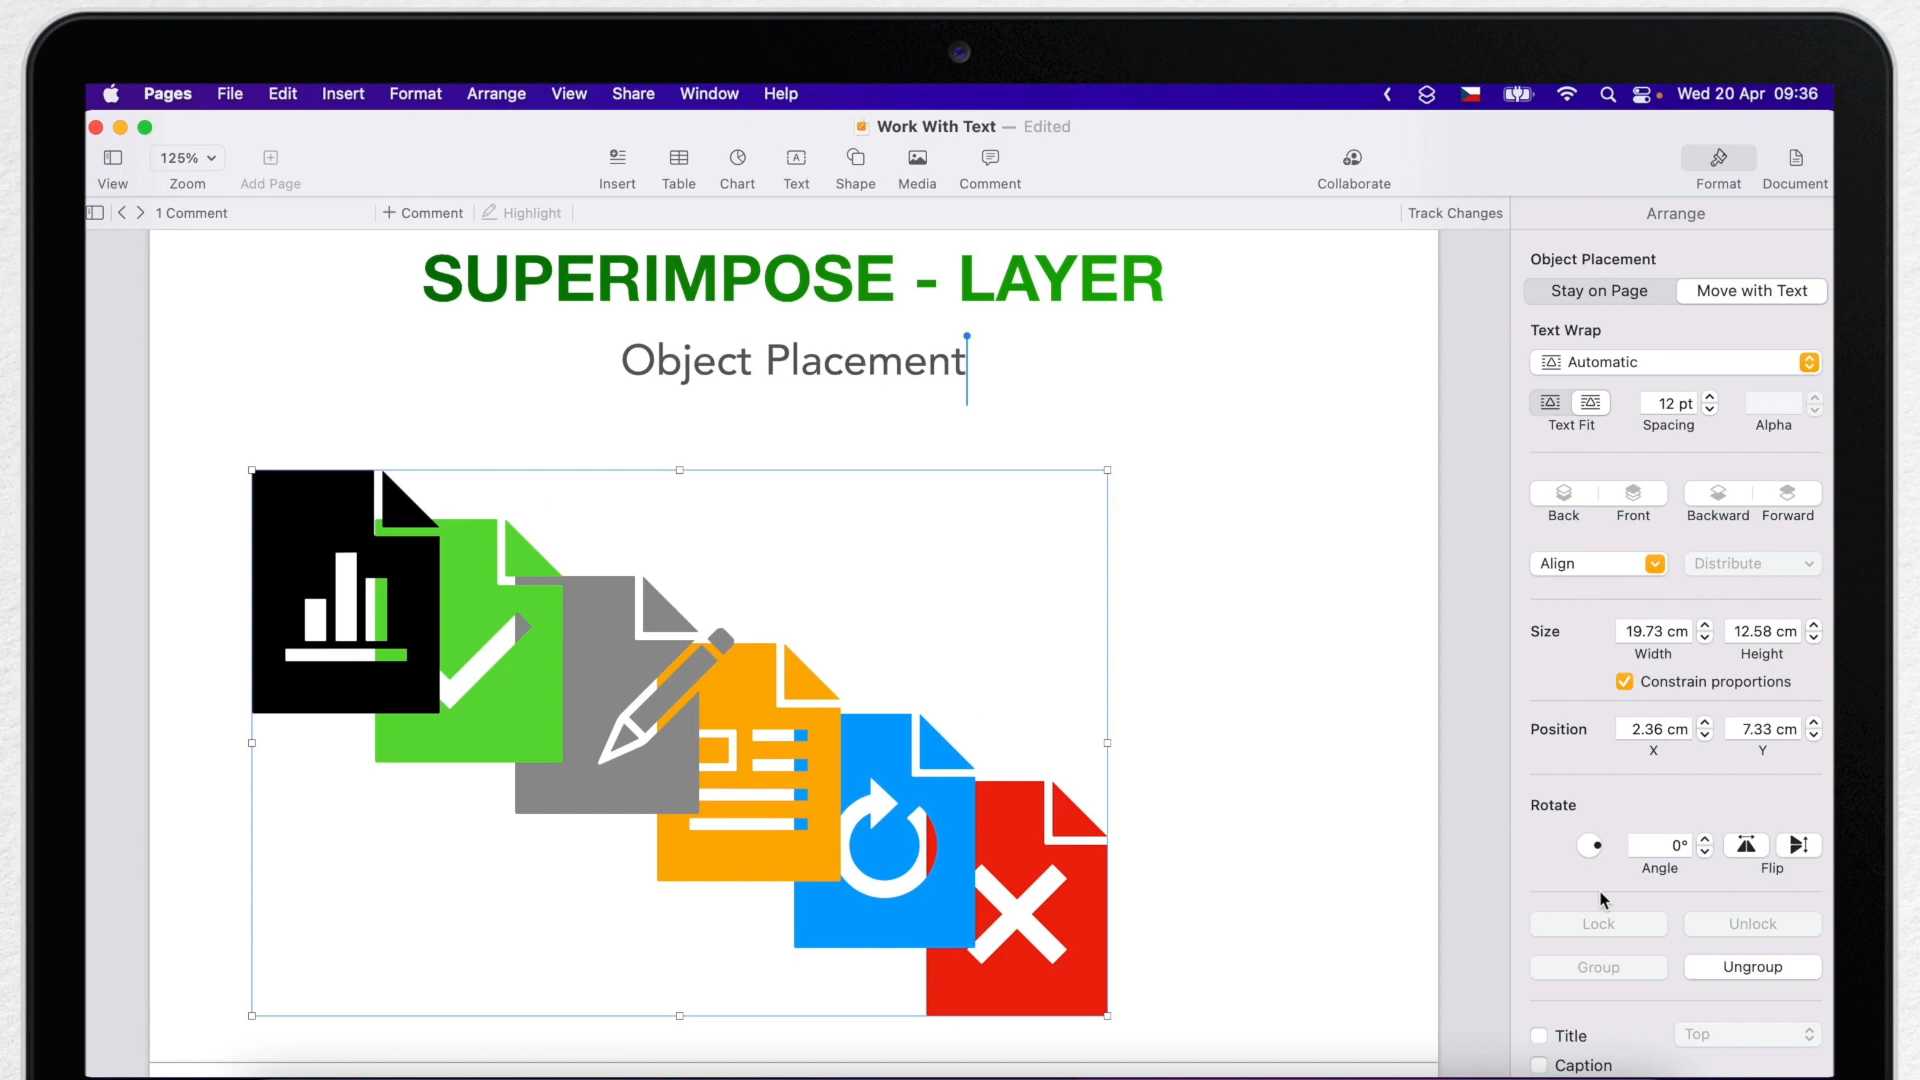 Pages File Edit Insert Format Arrange View Share Window Help Wed 20 Apr 09:36
Work With Text — Edited
125%
View Zoom Add Page Insert Table Chart Text Shape Media Comment Collaborate Format Document
1 Comment + Comment Highlight Track Changes Arrange
SUPERIMPOSE - LAYER
Object Placement
Object Placement
Stay on Page Move with Text
Text Wrap
Automatic
12 pt
Text Fit Spacing Alpha
Back Front Backward Forward
Align Distribute
Size 19.73 cm 12.58 cm
Width Height
Constrain proportions
Position 2.36 cm 7.33 cm
X Y
Rotate
0°
Angle Flip
Lock Unlock
Group Ungroup
Title Top
Caption